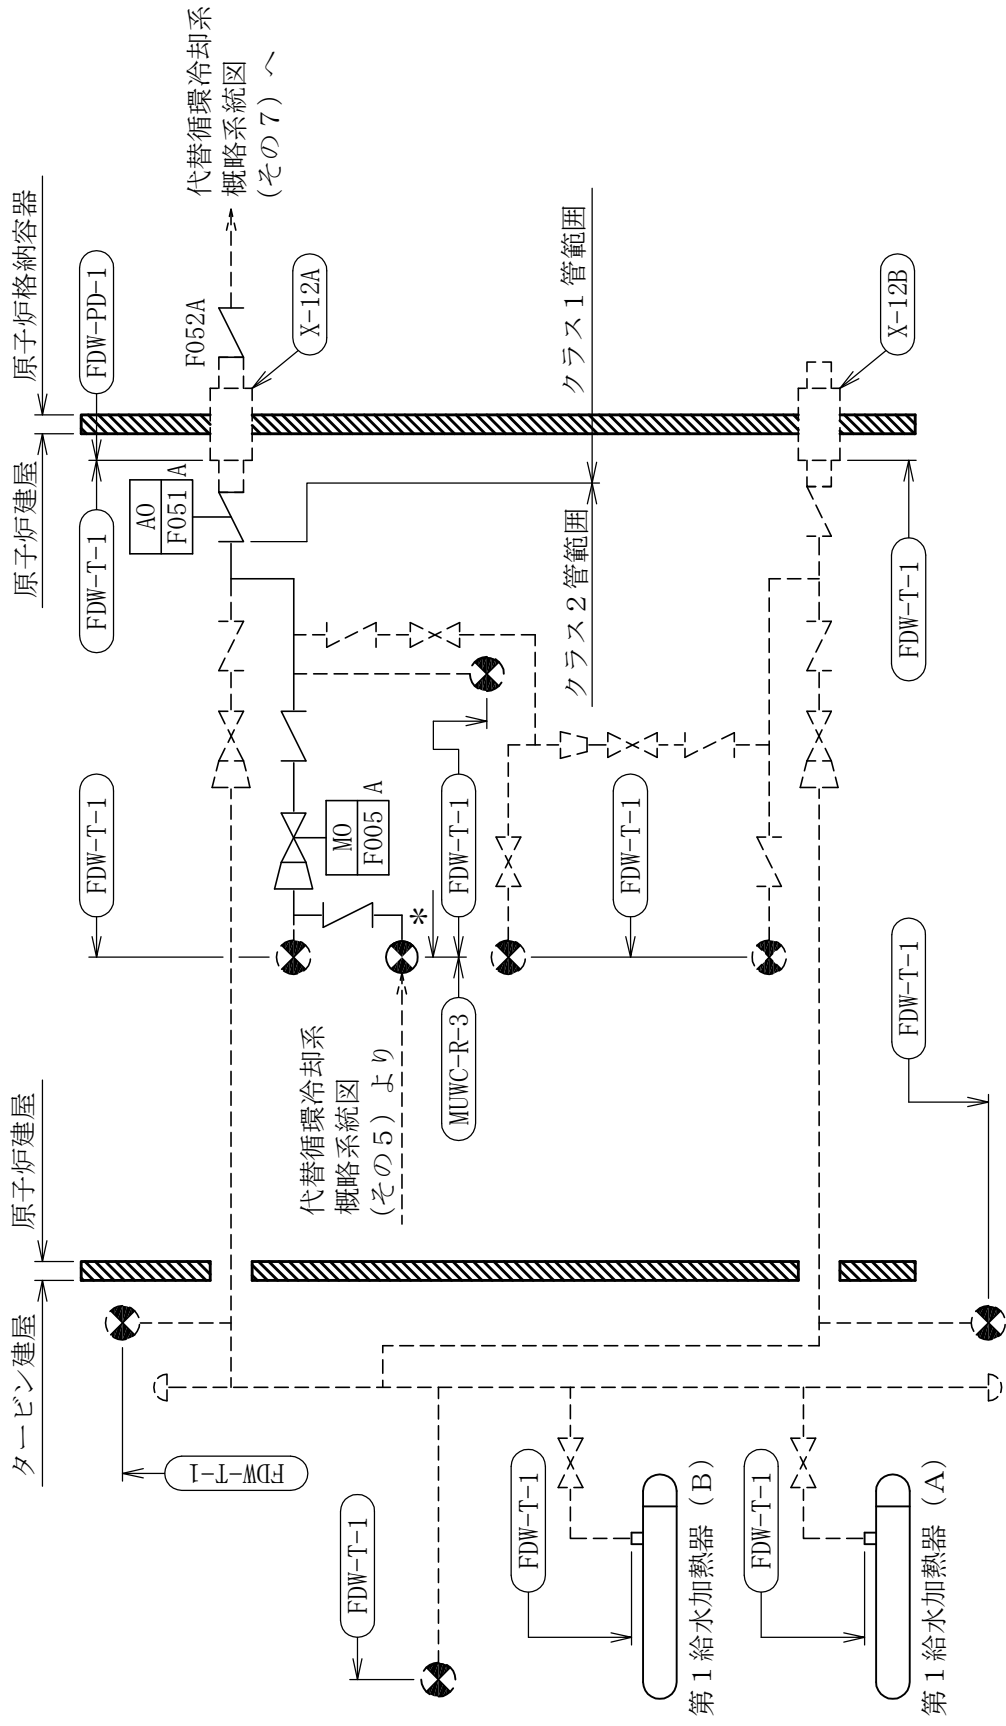 タービン建屋
原子炉建屋
原子炉建屋
原子炉格納容器
FDW-T-1
FDW-T-1
FDW-T-1
FDW-PD-1
AO
F051
A
F052A
X-12A
代替循環冷却系
概略系統図
(その７) へ
MO
F005
A
代替循環冷却系
概略系統図
(その５) より
*
MUWC-R-3
FDW-T-1
クラス２管範囲
クラス１管範囲
FDW-T-1
FDW-T-1
FDW-T-1
第１給水加熱器 (B)
FDW-T-1
第１給水加熱器 (A)
FDW-T-1
FDW-T-1
X-12B